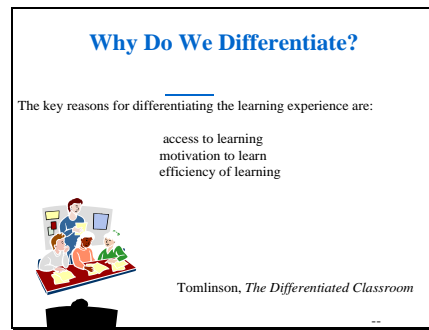 Why Do We Differentiate?
The key reasons for differentiating the learning experience are:
access to learning
motivation to learn
efficiency of learning
Tomlinson, The Differentiated Classroom
--